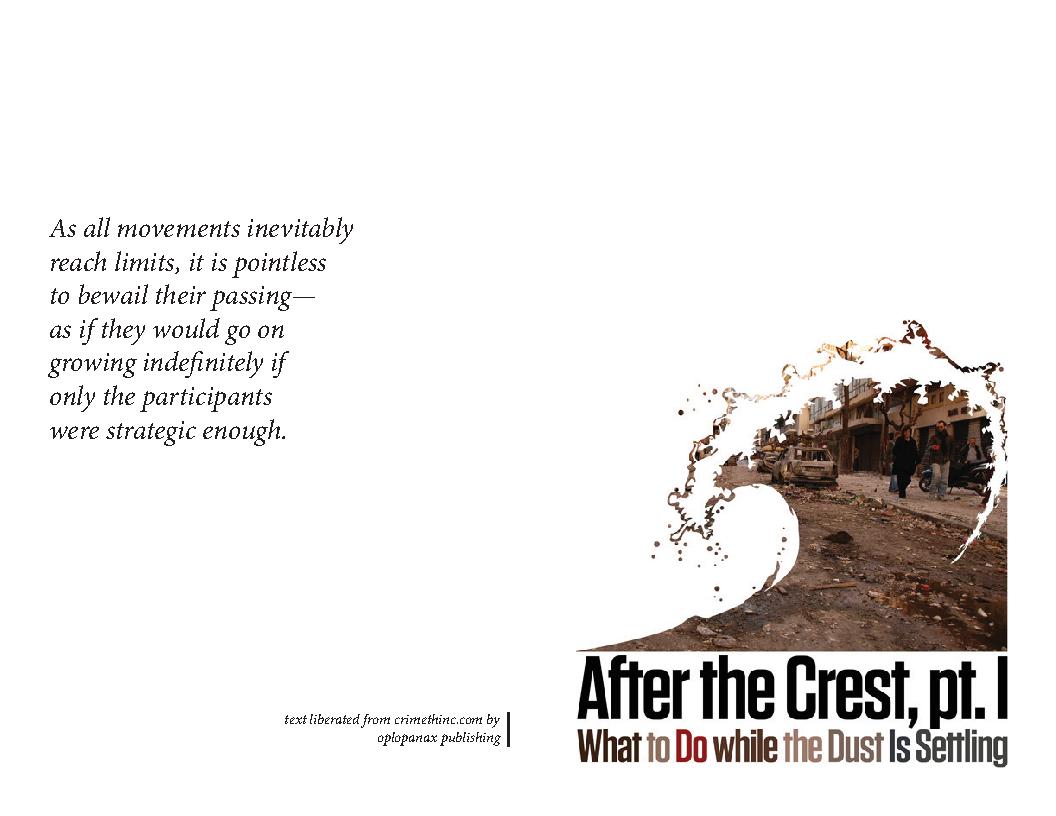 As all movements inevitably
reach limits, it is pointless
to bewail their passing—
as if they would go on
growing indefinitely if
only the participants
were strategic enough.
text liberated from crimethinc.com by
oplopanax publishing
After the Crest, pt. I
What to Do while the Dust Is Settling